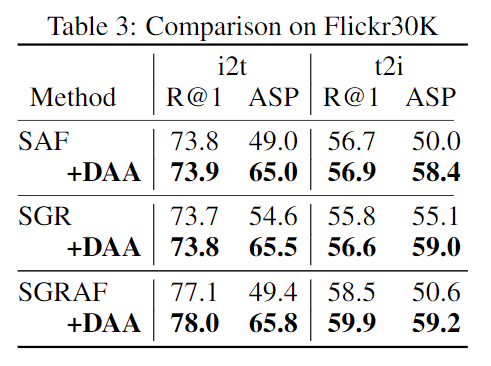 Table 3: Comparison on Flickr30K
i2t t2i
Method R@1 ASP R@1 ASP
SAF 73.8 49.0 56.7 50.0
+DAA 73.9 65.0 56.9 58.4
SGR 73.7 54.6 55.8 55.1
+DAA 73.8 65.5 56.6 59.0
SGRAF 77.1 49.4 58.5 50.6
+DAA 78.0 65.8 59.9 59.2